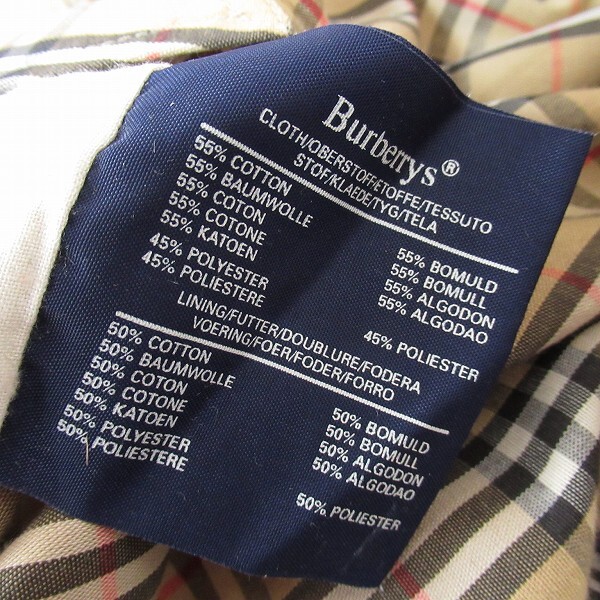 Burberrys®
CLOTH/OBERSTOF·ETOFFE/TESSUTO
STOF/KLAEDE/TYG/TELA
55% COTTON
55% BAUMWOLLE
55% COTON
55% COTONE
55% KATOEN
45% POLYESTER
45% POLIESTERE
55% BOMULD
55% BOMULL
55% ALGODON
55% ALGODAO
45% POLIESTER
LINING/FUTTER/DOUBLURE/FODERA
VOERING/FOER/FODER/FORRO
50% COTTON
50% BAUMWOLLE
50% COTON
50% COTONE
50% KATOEN
50% POLYESTER
50% POLIESTERE
50% BOMULD
50% BOMULL
50% ALGODON
50% ALGODAO
50% POLIESTER